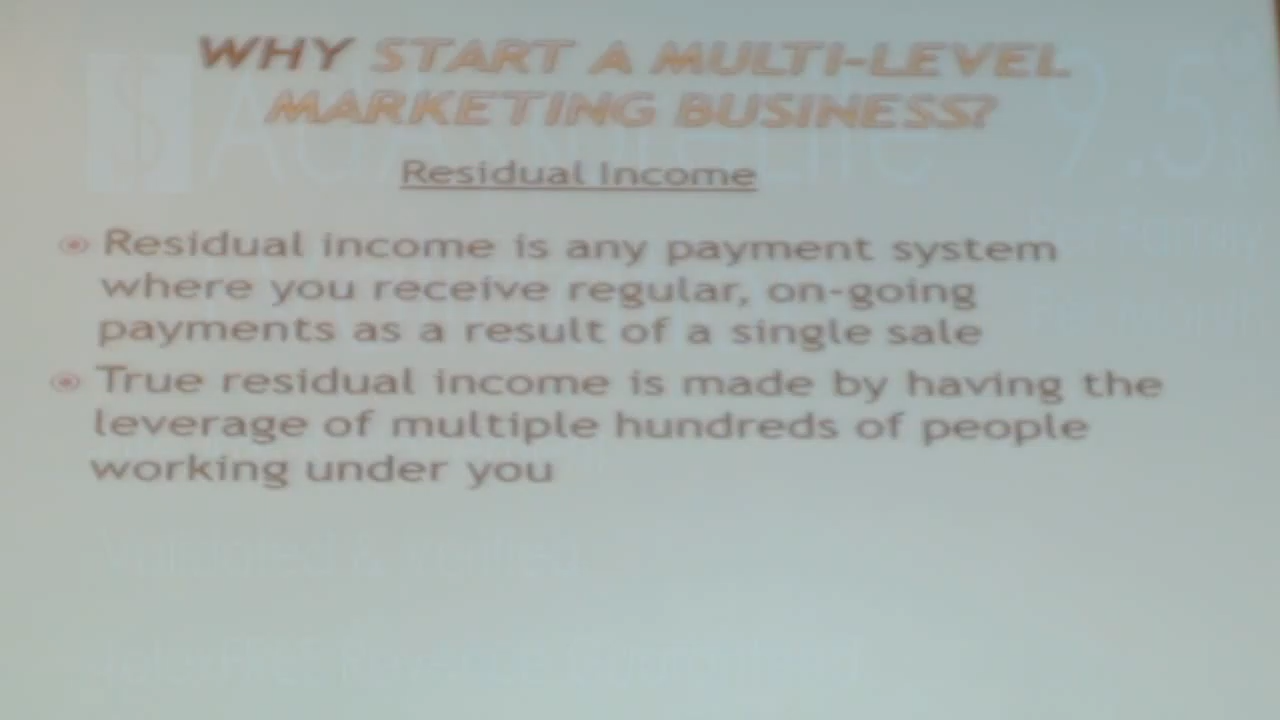 WHY START A MULTI-LEVEL
MARKETING BUSINESS?
Residual Income
Residual income is any payment system
where you receive regular, on-going
payments as a result of a single sale
True residual income is made by having the
leverage of multiple hundreds of people
working under you